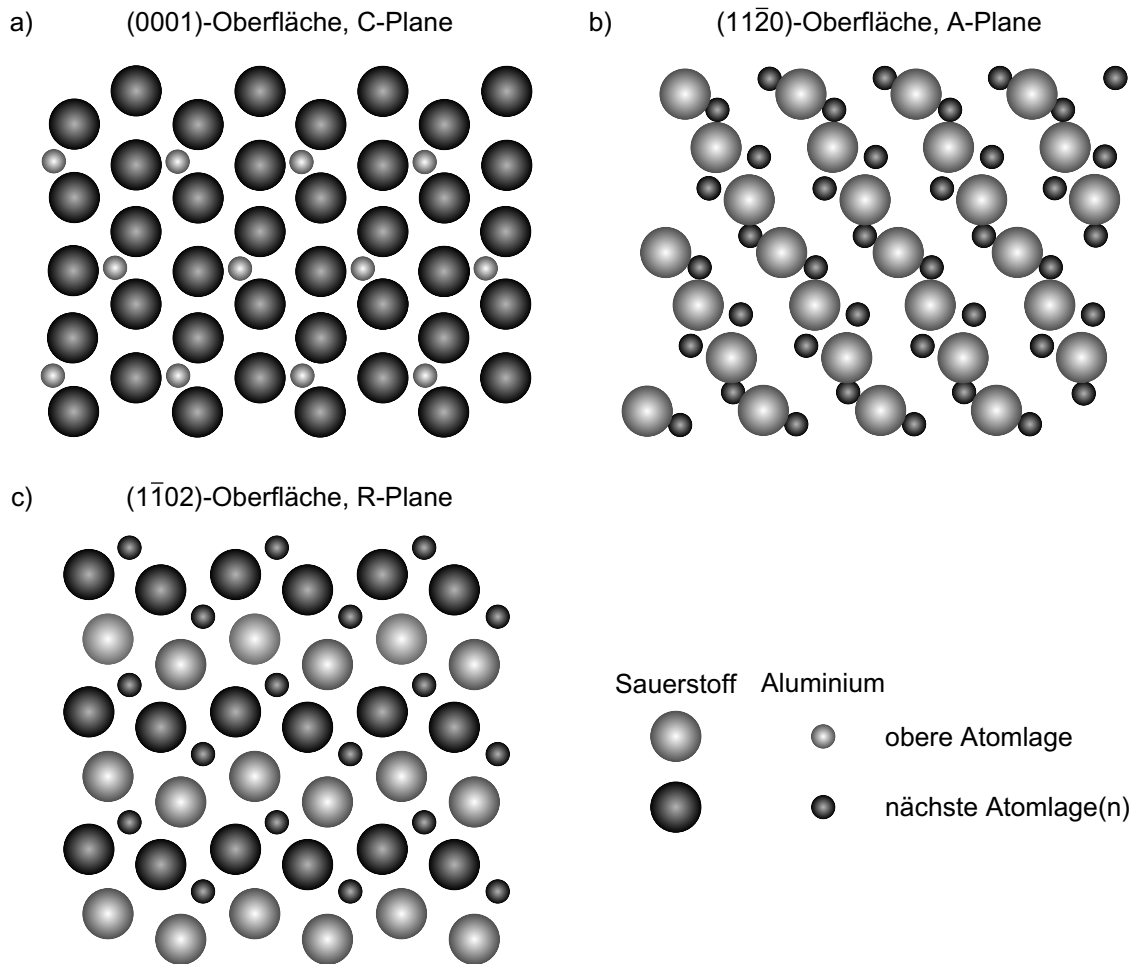 a) (0001)-Oberfläche, C-Plane
b) (112̅0)-Oberfläche, A-Plane
c) (11̅02)-Oberfläche, R-Plane
Sauerstoff Aluminium
obere Atomlage
nächste Atomlage(n)